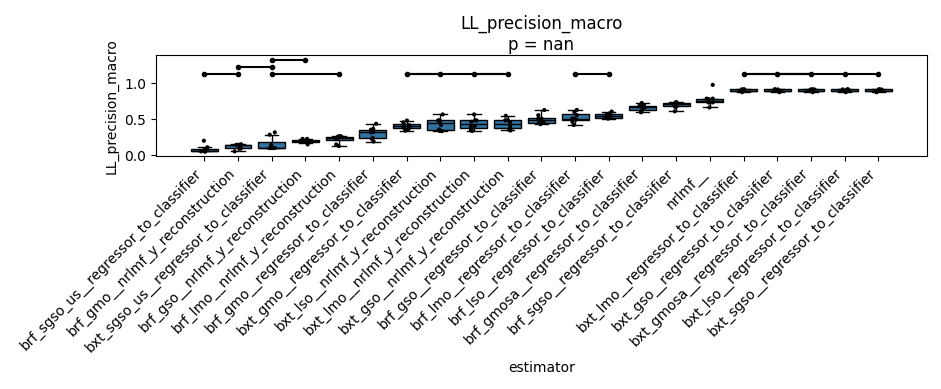 LL_precision_macro
p = nan
LL_precision_macro
1.0
0.5
0.0
brf_sgso_us__regressor_to_classifier
brf_gmo__nrlmf_y_reconstruction
bxt_sgso_us__regressor_to_classifier
brf_gso__nrlmf_y_reconstruction
brf_lmo__nrlmf_y_reconstruction
brf_gmo__regressor_to_classifier
bxt_gmo__regressor_to_classifier
bxt_lso__nrlmf_y_reconstruction
bxt_lmo__nrlmf_y_reconstruction
bxt_gso__nrlmf_y_reconstruction
brf_gso__regressor_to_classifier
brf_lmo__regressor_to_classifier
brf_lso__regressor_to_classifier
brf_gmosa__regressor_to_classifier
brf_sgso__regressor_to_classifier
nrlmf__
bxt_lmo__regressor_to_classifier
bxt_gso__regressor_to_classifier
bxt_gmosa__regressor_to_classifier
bxt_lso__regressor_to_classifier
bxt_sgso__regressor_to_classifier
estimator